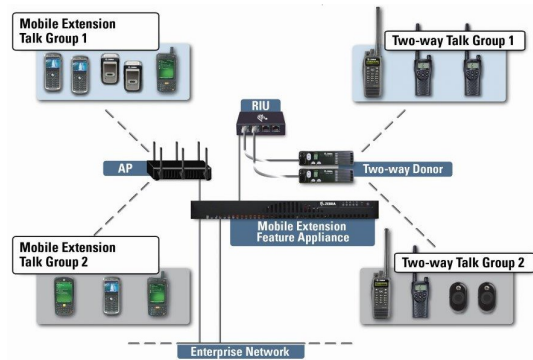 Mobile Extension
Talk Group 1
Two-way Talk Group 1
RIU
AP
Two-way Donor
ZEBRA
Mobile Extension
Feature Appliance
Mobile Extension
Talk Group 2
Two-way Talk Group 2
Enterprise Network